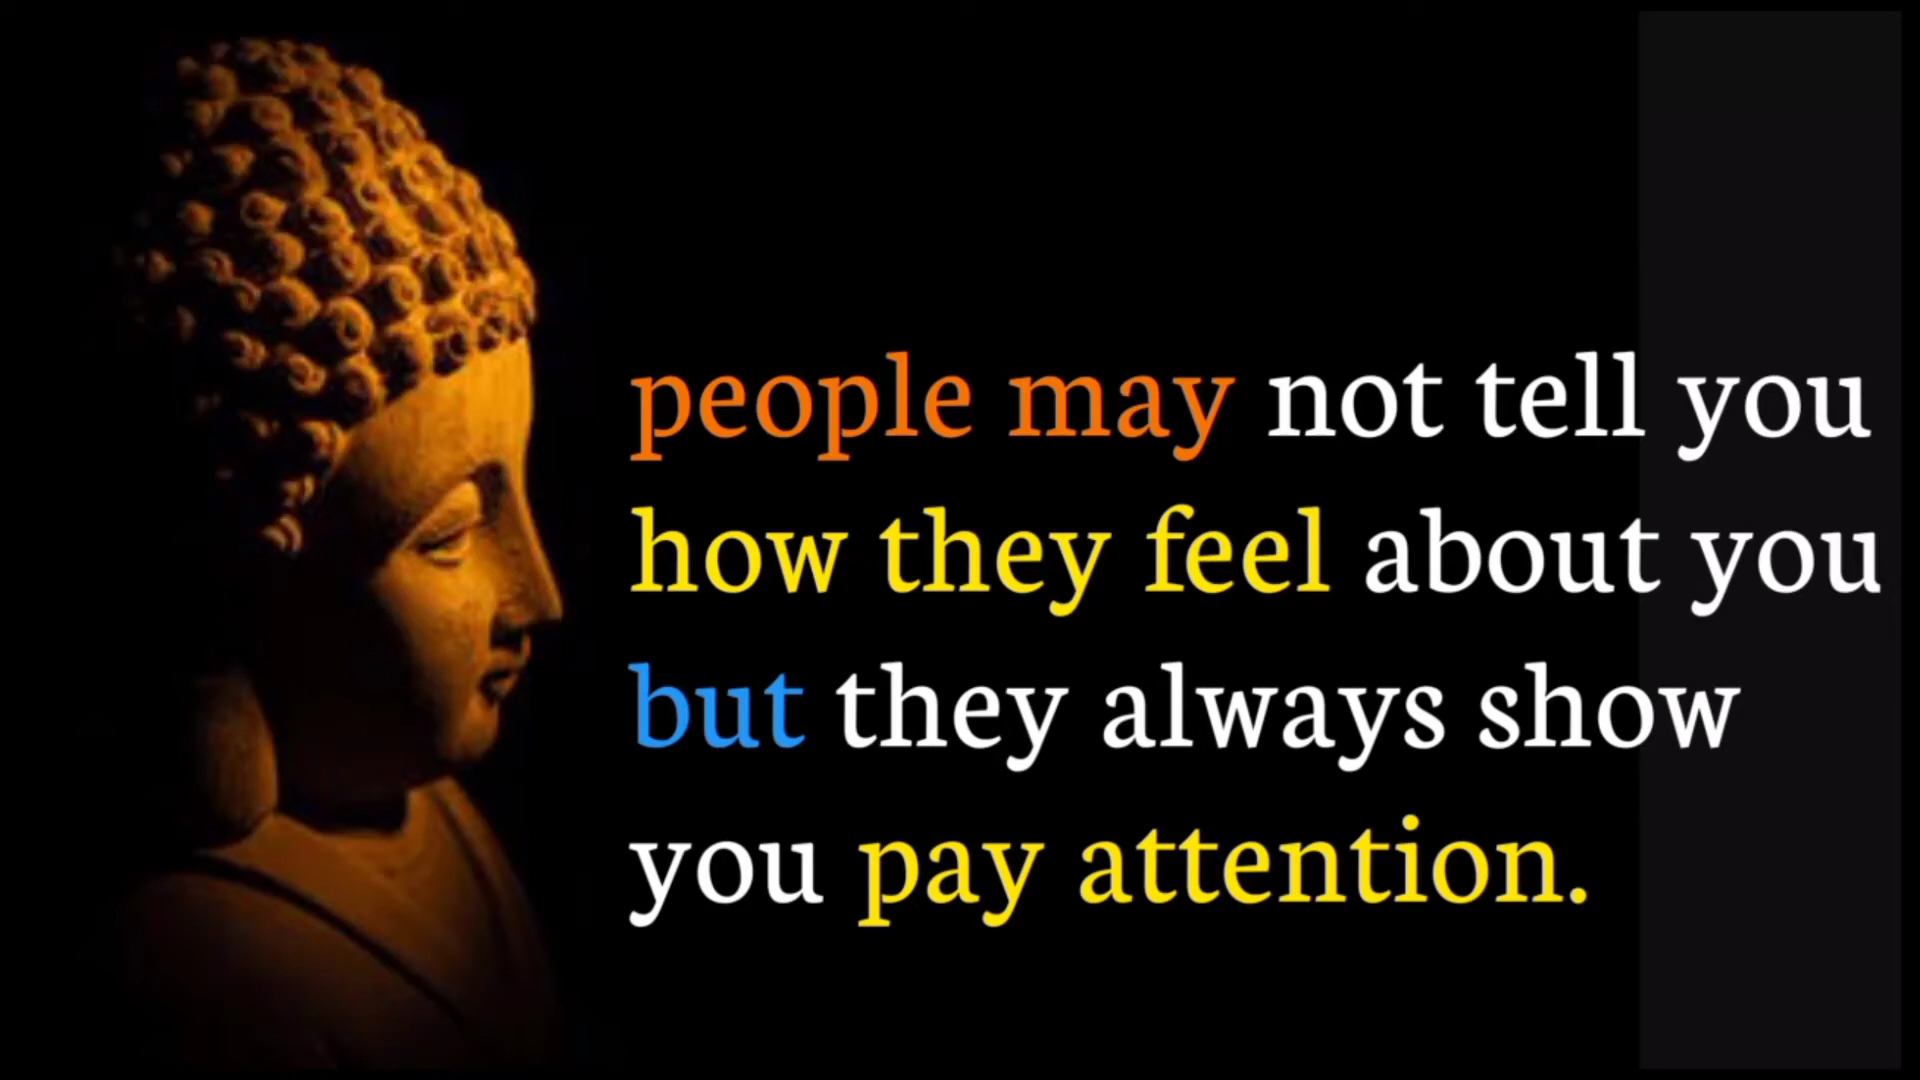 people may not tell you
how they feel about you
but they always show
you pay attention.